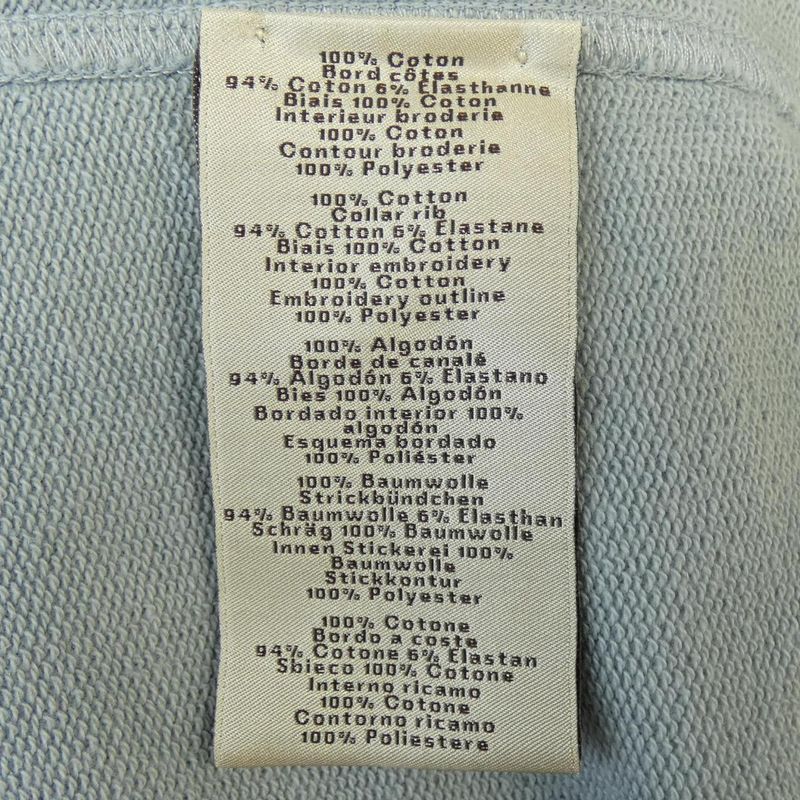 100% Coton
Bord côtes
94% Coton 6% Elasthanne
Biais 100% Coton
Interieur broderie
100% Coton
Contour broderie
100% Polyester
100% Cotton
Collar rib
94% Cotton 6% Elastane
Biais 100% Cotton
Interior embroidery
100% Cotton
Embroidery outline
100% Polyester
100% Algodón
Borde de canalé
94% Algodón 6% Elastano
Bies 100% Algodón
Bordado interior 100%
algodón
Esquema bordado
100% Poliéster
100% Baumwolle
Strickbündchen
94% Baumwolle 6% Elasthan
Schräg 100% Baumwolle
Innen Stickerei 100%
Baumwolle
Stickkontur
100% Polyester
100% Cotone
Bordo a coste
94% Cotone 6% Elastan
Sbieco 100% Cotone
Interno ricamo
100% Cotone
Contorno ricamo
100% Poliestere